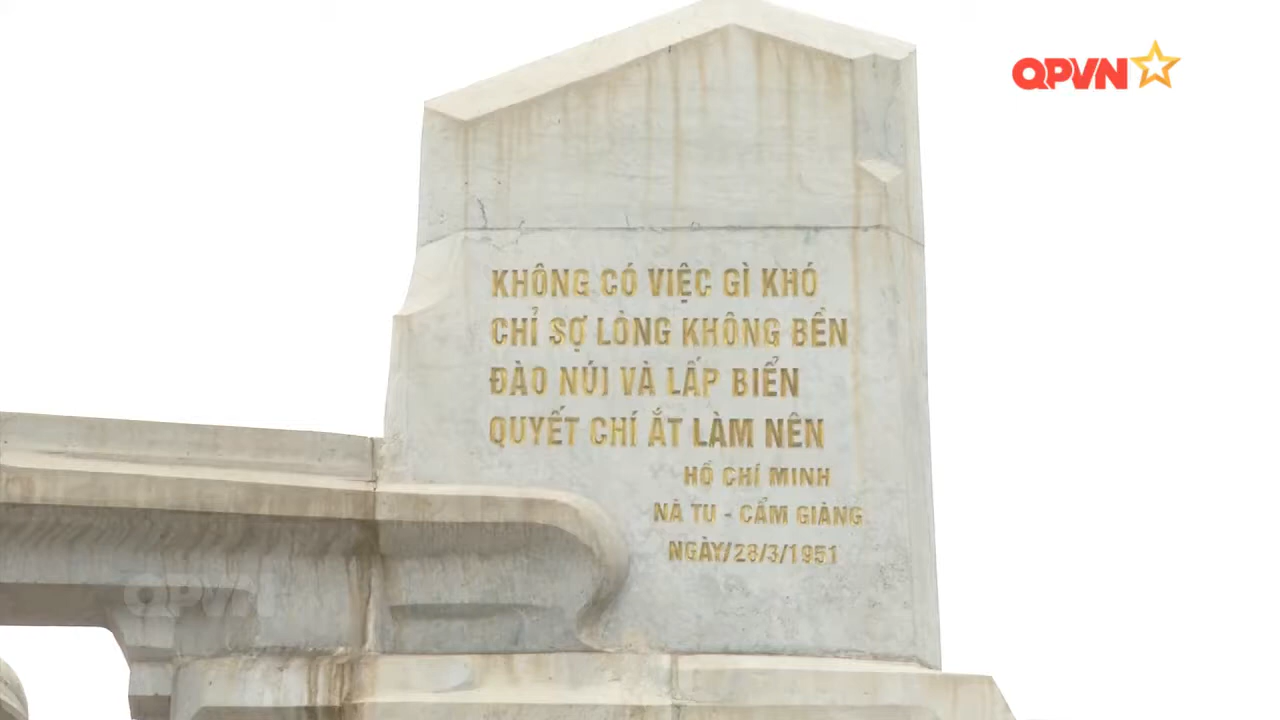 QPVN
KHÔNG CÓ VIỆC GÌ KHÓ
CHỈ SỢ LÒNG KHÔNG BỀN
ĐÀO NÚI VÀ LẤP BIỂN
QUYẾT CHÍ ẮT LÀM NÊN
HỒ CHÍ MINH
NÀ TU - CẨM GIÀNG
NGÀY/28/3/1951
QPVN